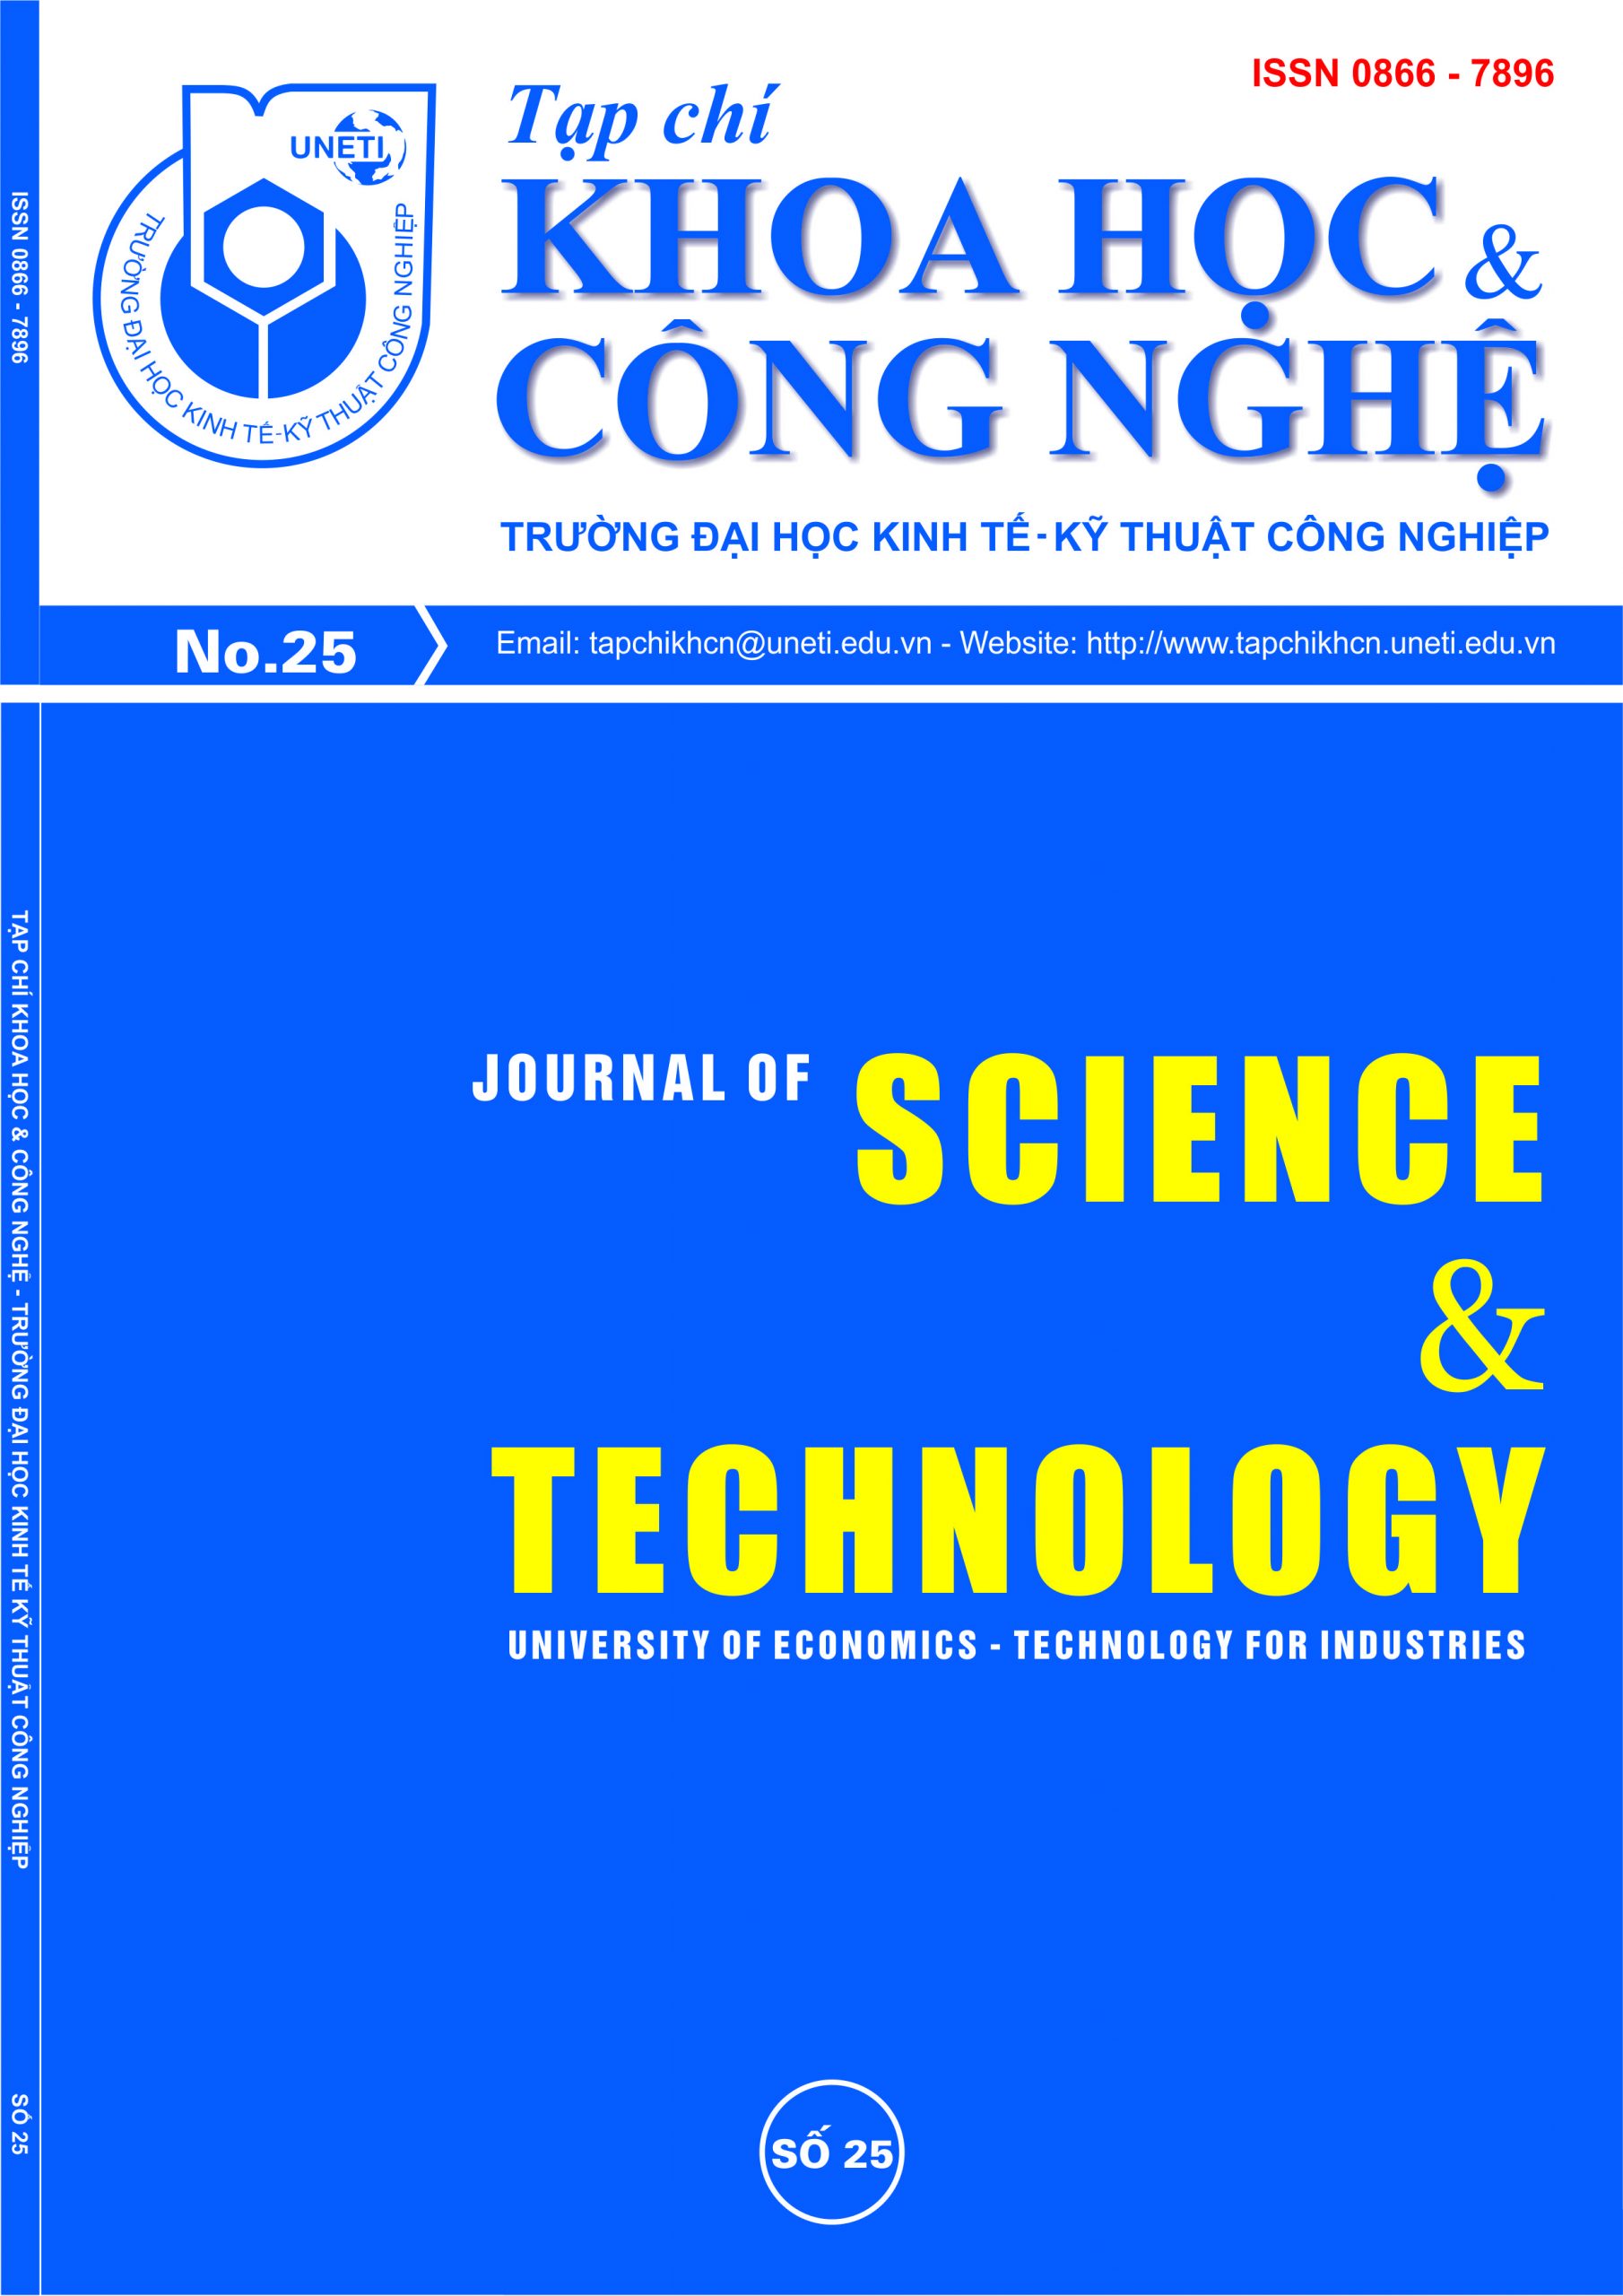 ISSN 0866 - 7896
UNETI
TRƯỜNG ĐẠI HỌC KINH TẾ-KỸ THUẬT CÔNG NGHIỆP
Tạp chí
KHOA HỌC &
CÔNG NGHỆ
TRƯỜNG ĐẠI HỌC KINH TẾ-KỸ THUẬT CÔNG NGHIỆP
No.25
Email: tapchikhcn@uneti.edu.vn - Website: http://www.tapchikhcn.uneti.edu.vn
JOURNAL OF SCIENCE
&
TECHNOLOGY
UNIVERSITY OF ECONOMICS - TECHNOLOGY FOR INDUSTRIES
SỐ 25
ISSN 0866 - 7896
TẠP CHÍ KHOA HỌC & CÔNG NGHỆ - TRƯỜNG ĐẠI HỌC KINH TẾ KỸ THUẬT CÔNG NGHIỆP
SỐ 25